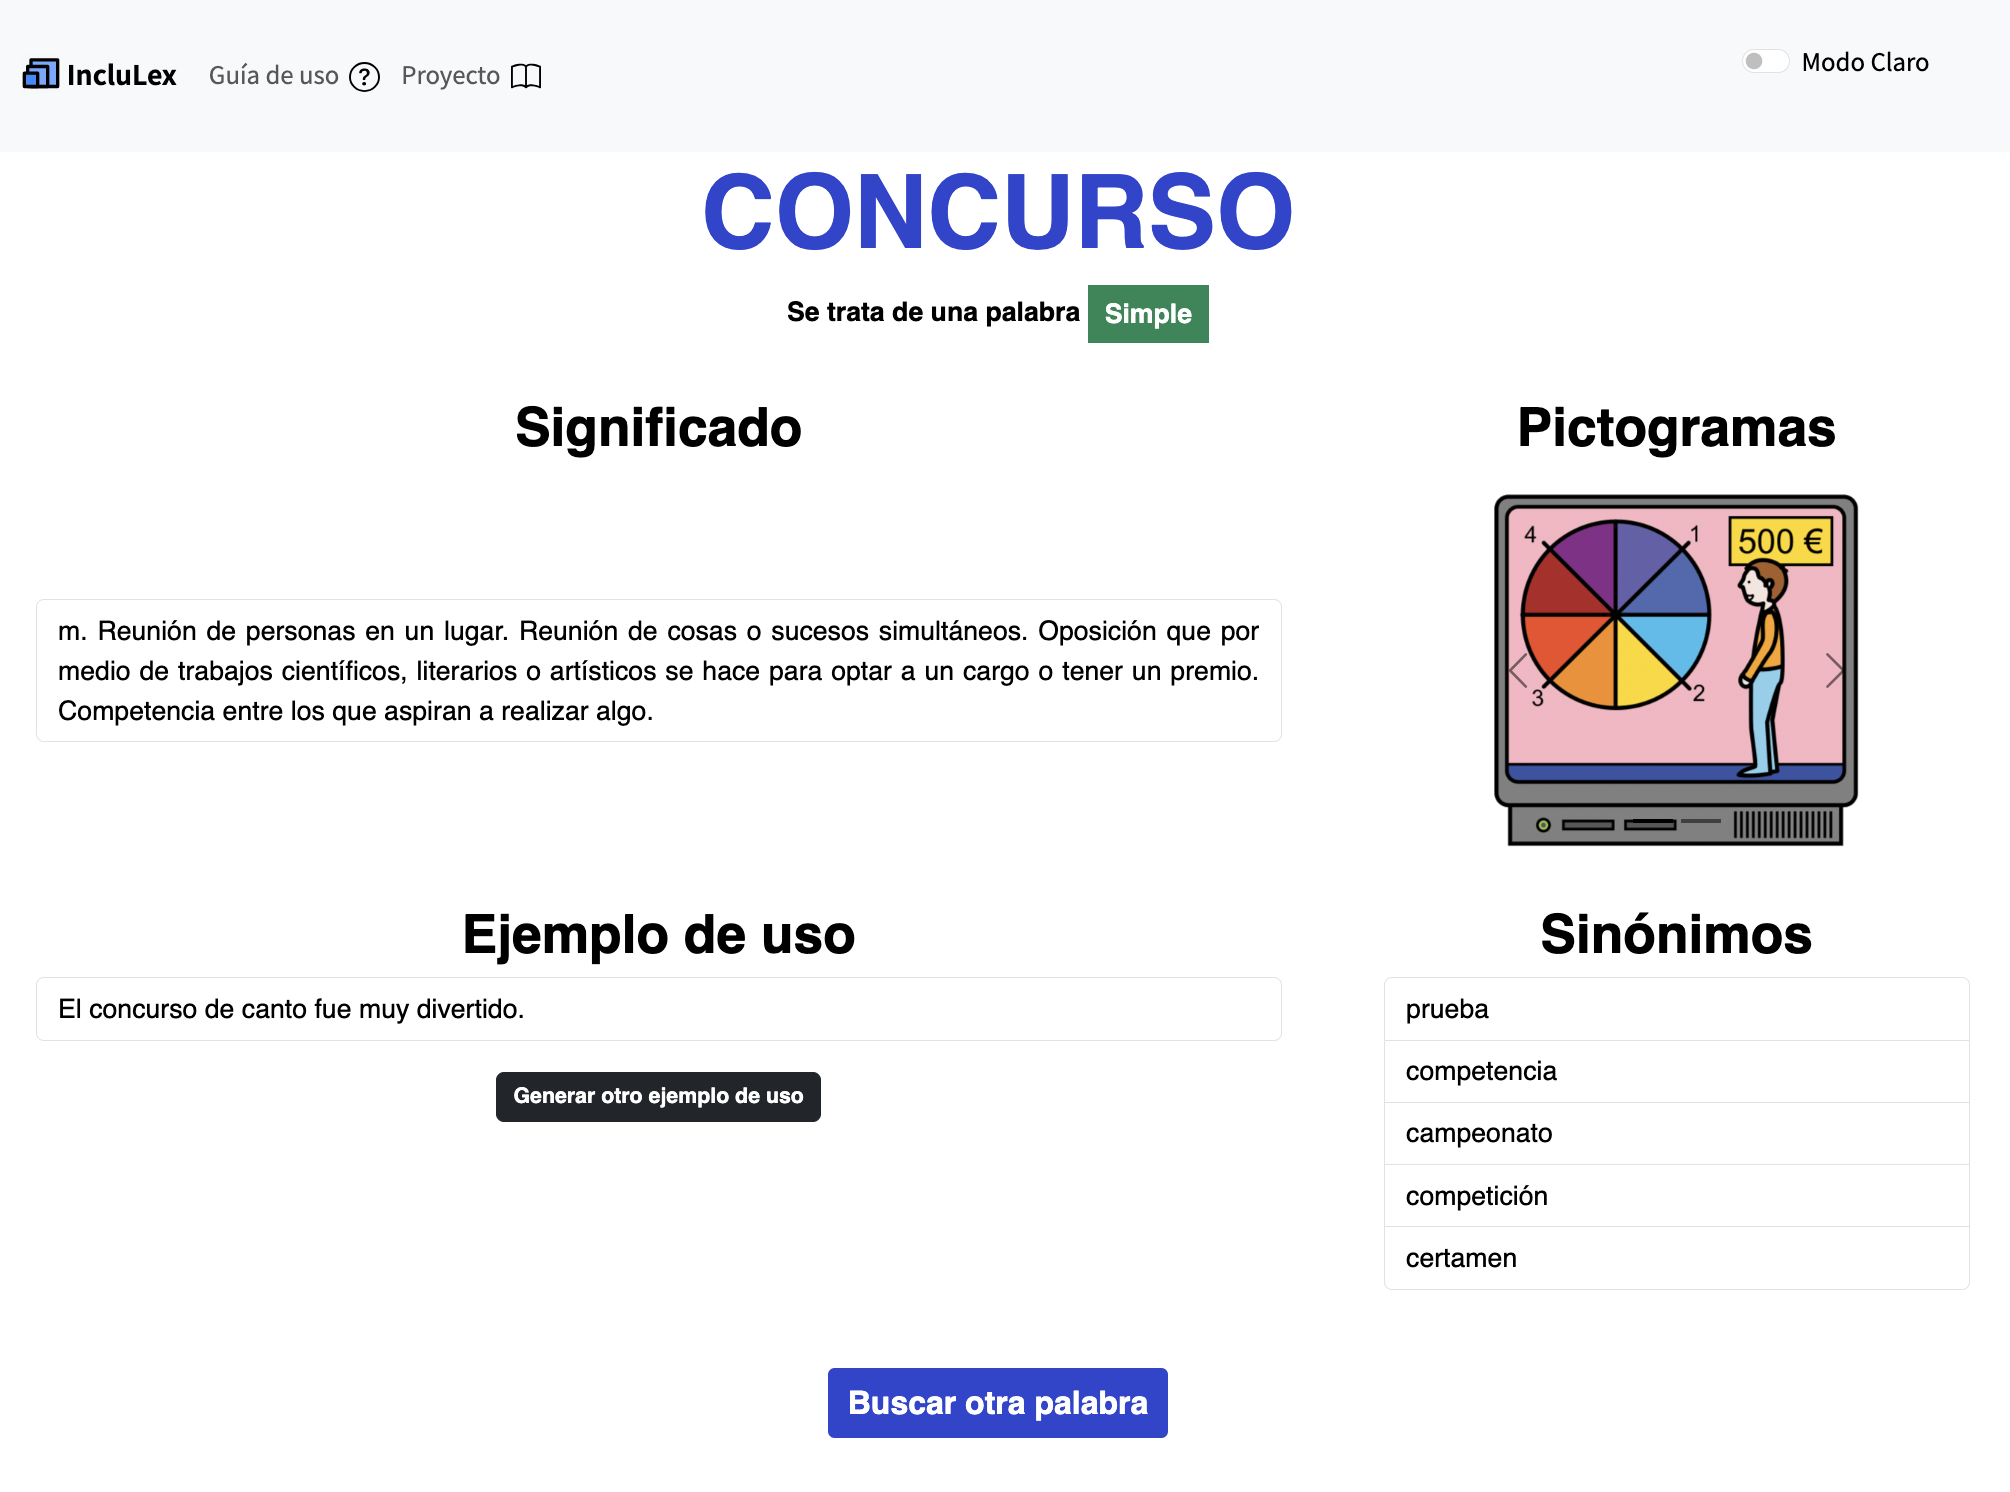 IncluLex Guía de uso Proyecto
Modo Claro
CONCURSO
Se trata de una palabra Simple
Significado
m. Reunión de personas en un lugar. Reunión de cosas o sucesos simultáneos. Oposición que por
medio de trabajos científicos, literarios o artísticos se hace para optar a un cargo o tener un premio.
Competencia entre los que aspiran a realizar algo.
Pictogramas
4
1
500 €
3
2
Ejemplo de uso
El concurso de canto fue muy divertido.
Generar otro ejemplo de uso
Sinónimos
prueba
competencia
campeonato
competición
certamen
Buscar otra palabra